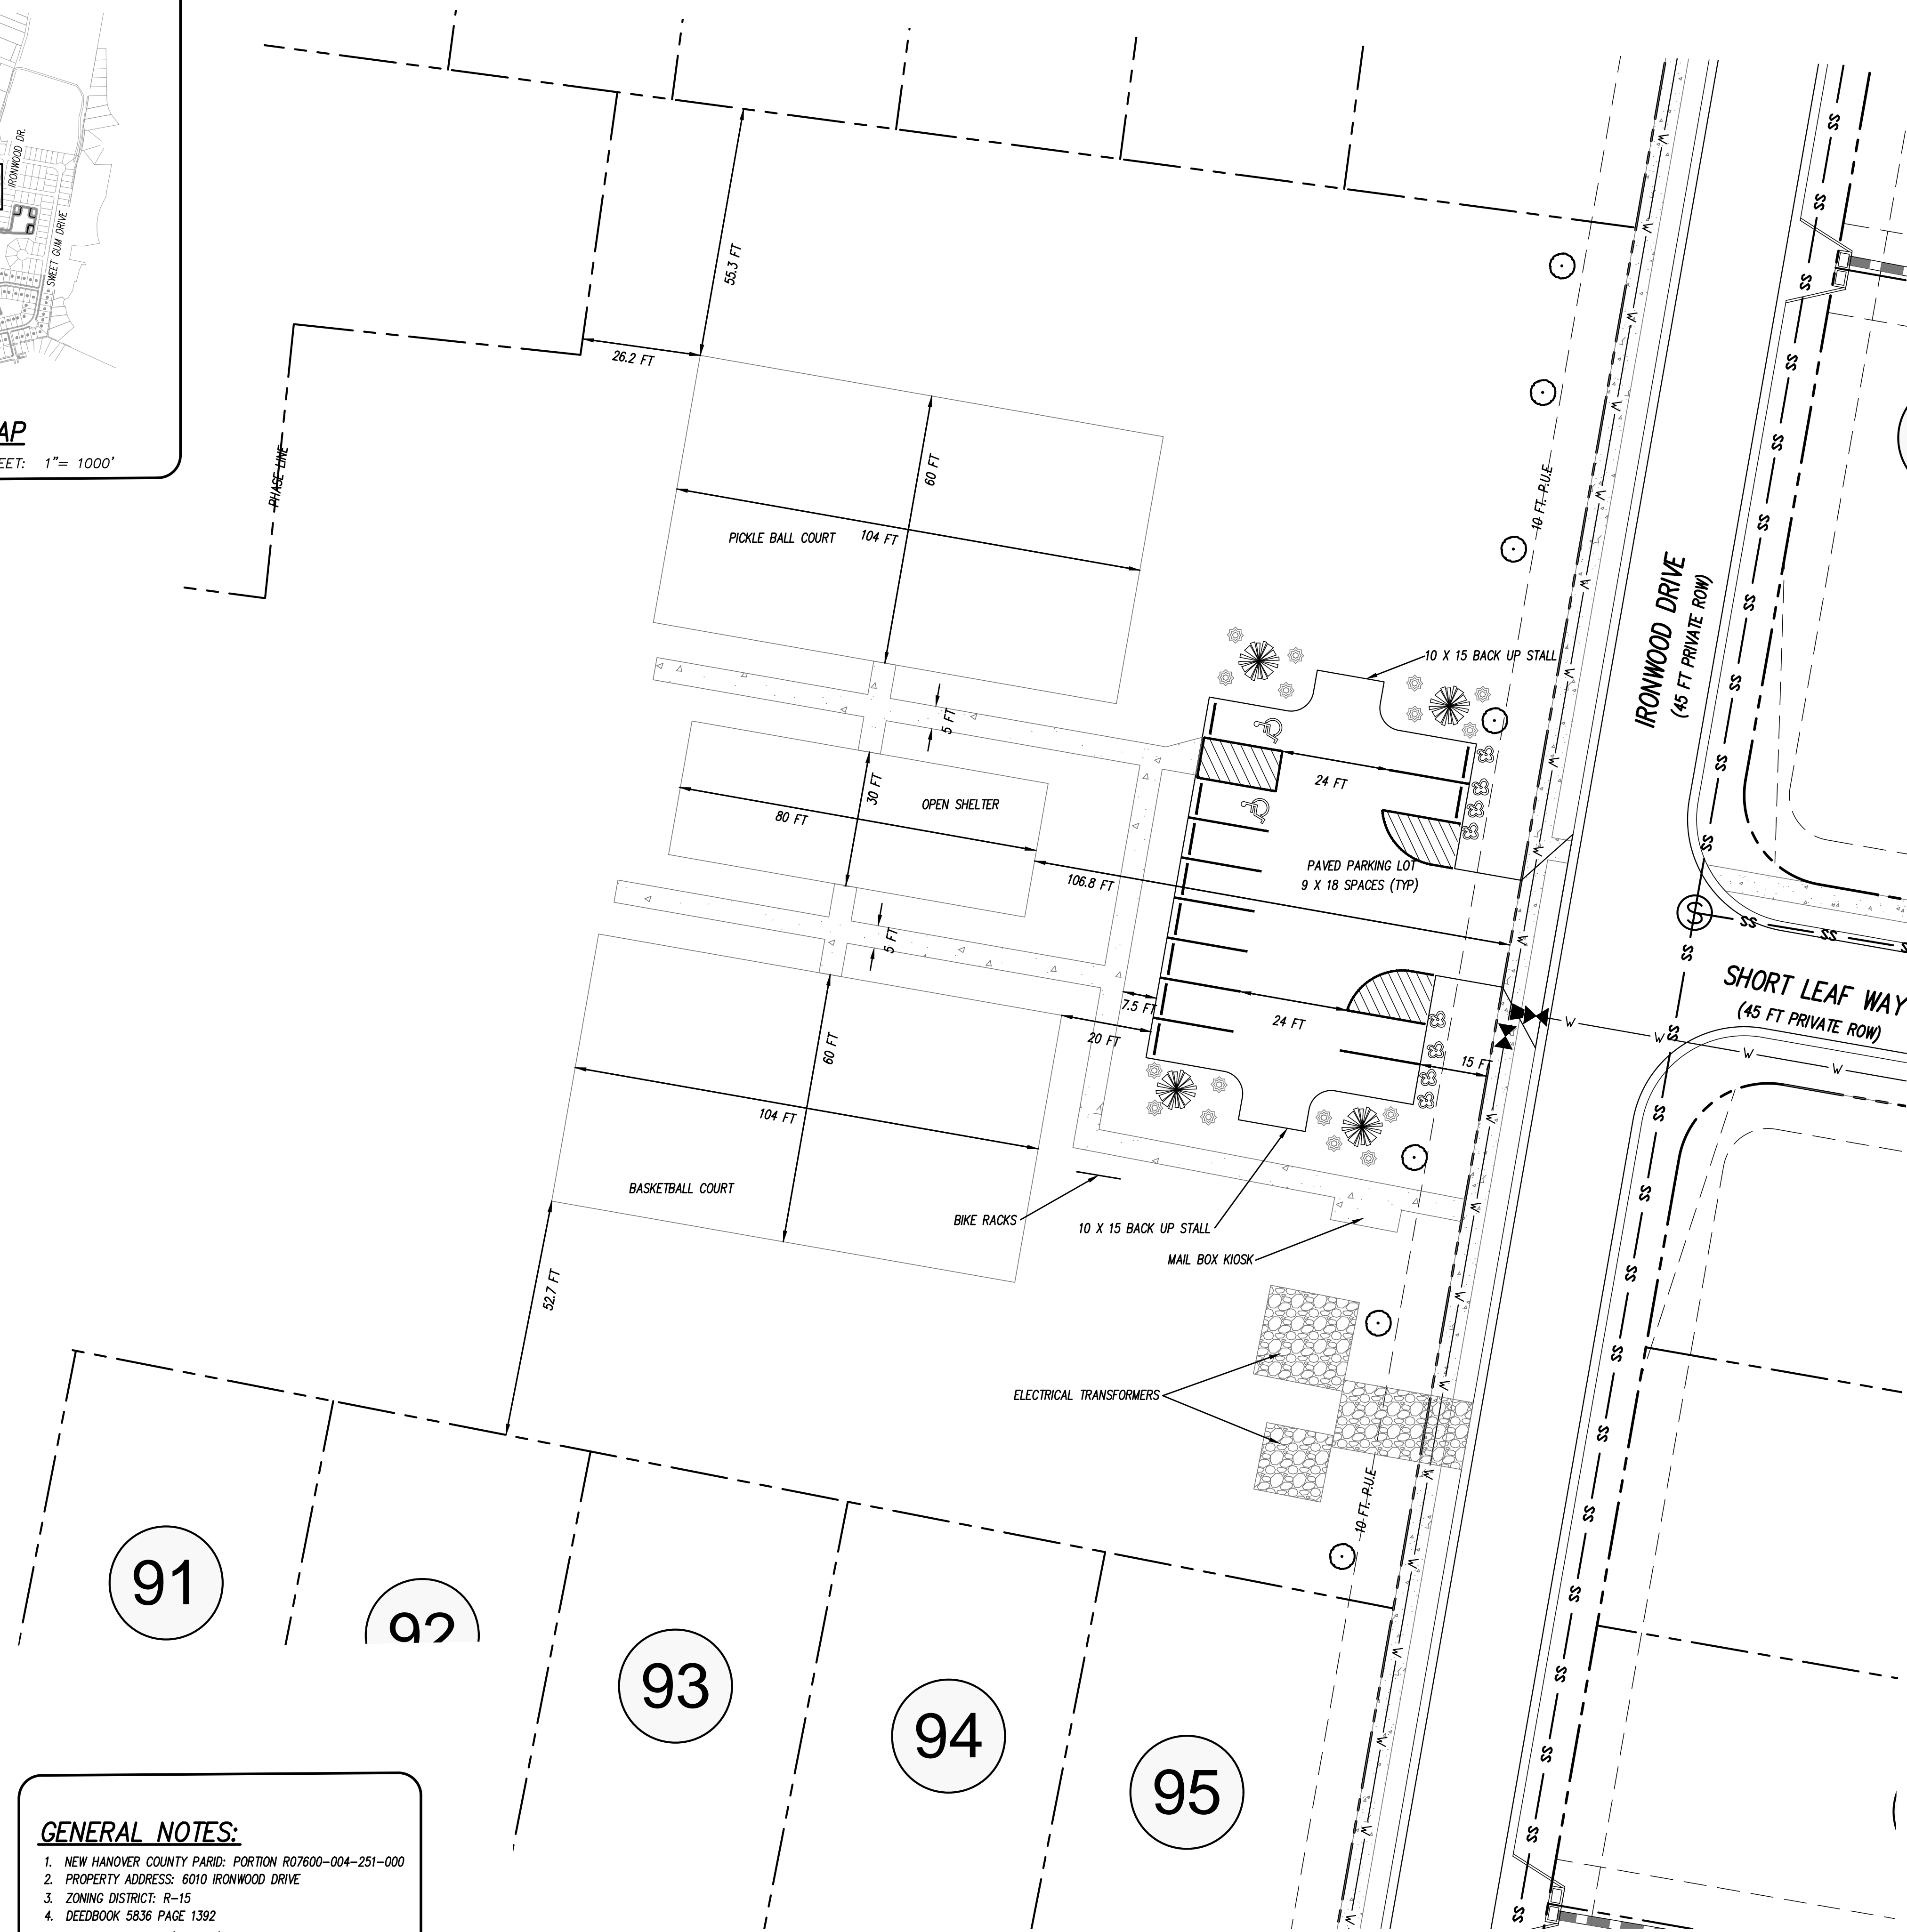 IRONWOOD DR.
SWEET GUM DRIVE
AP
EET: 1"= 1000'
PHASE LINE
55.3 FT
26.2 FT
60 FT
PICKLE BALL COURT
104 FT
10 FT. P.U.E
IRONWOOD DRIVE
(45 FT PRIVATE ROW)
10 X 15 BACK UP STALL
5 FT
24 FT
30 FT
OPEN SHELTER
80 FT
106.8 FT
PAVED PARKING LOT
9 X 18 SPACES (TYP)
5 FT
7.5 FT
24 FT
20 FT
15 FT
SHORT LEAF WAY
(45 FT PRIVATE ROW)
60 FT
104 FT
BASKETBALL COURT
BIKE RACKS
10 X 15 BACK UP STALL
MAIL BOX KIOSK
52.7 FT
ELECTRICAL TRANSFORMERS
10 FT. P.U.E
W
SS
S
91
92
93
94
95
GENERAL NOTES:
1. NEW HANOVER COUNTY PARID: PORTION R07600-004-251-000
2. PROPERTY ADDRESS: 6010 IRONWOOD DRIVE
3. ZONING DISTRICT: R-15
4. DEEDBOOK 5836 PAGE 1392